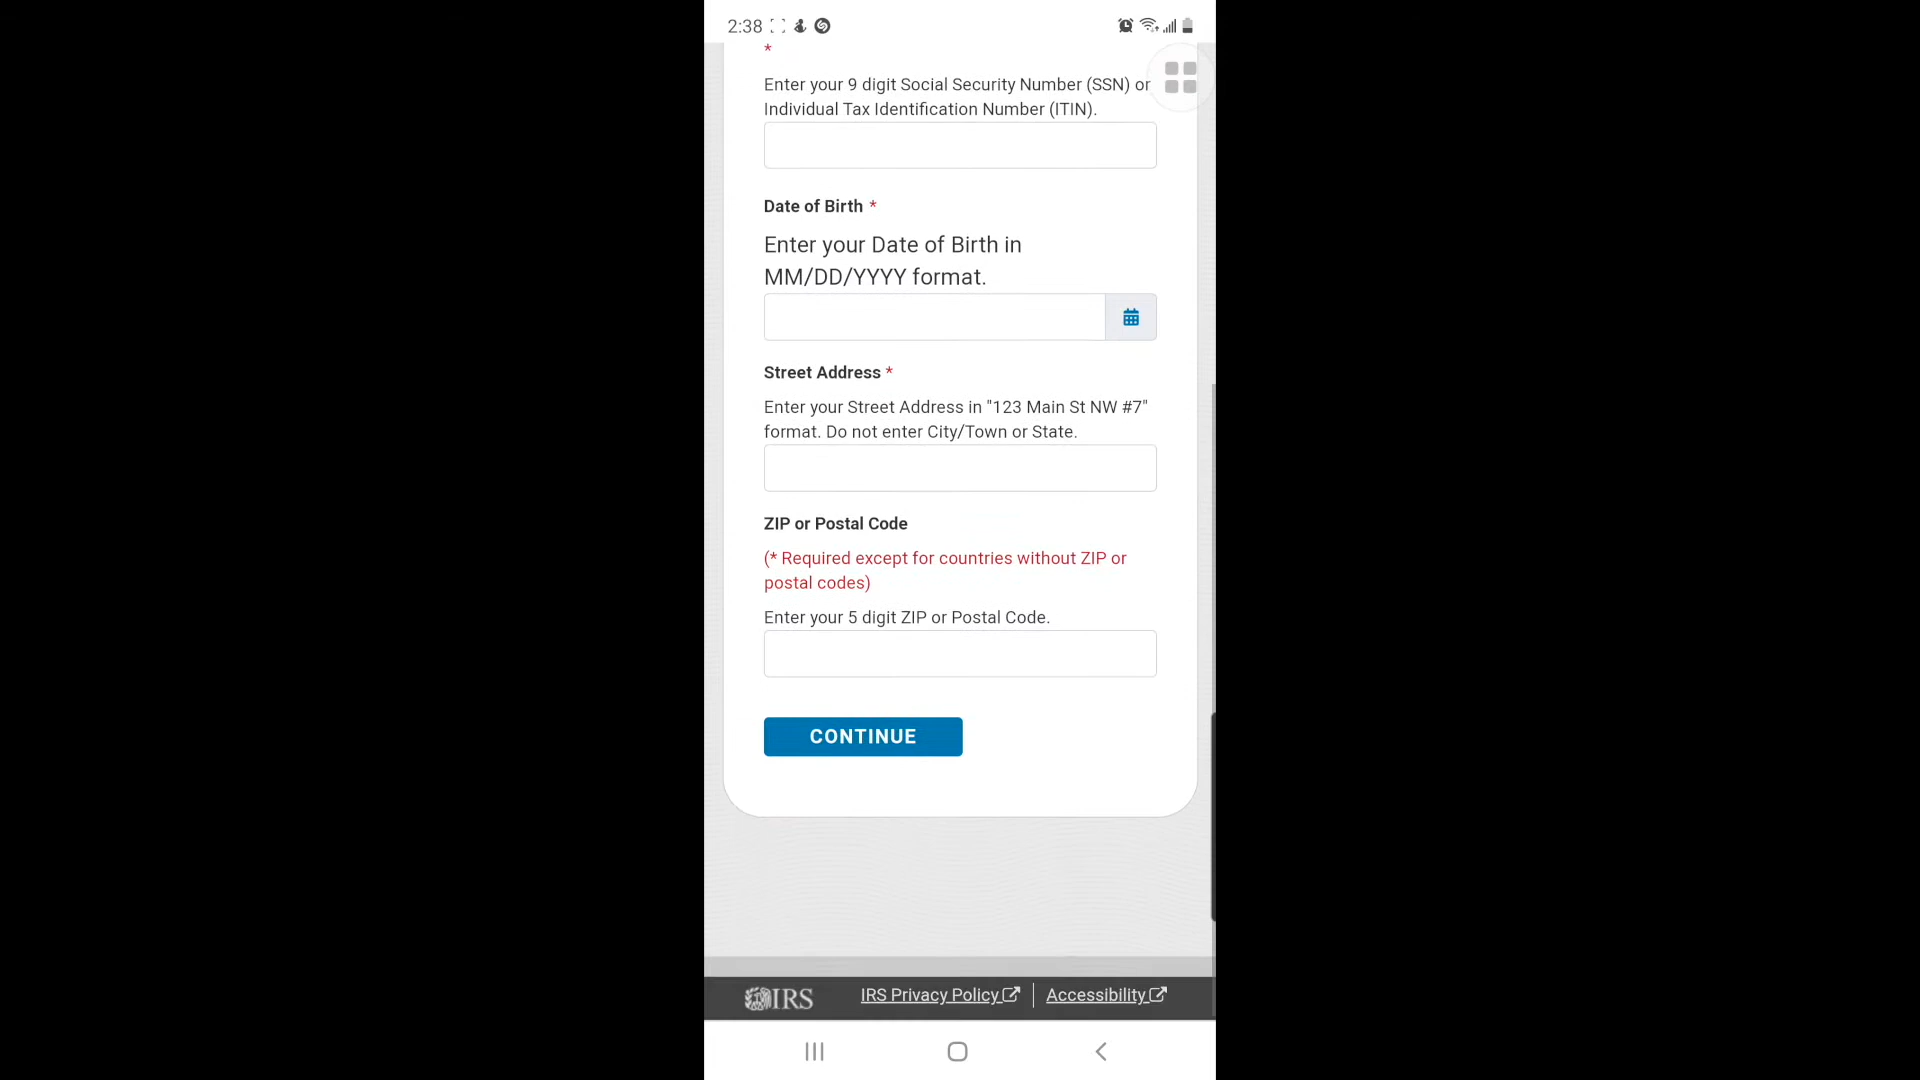 2:38
*
Enter your 9 digit Social Security Number (SSN) or
Individual Tax Identification Number (ITIN).
Date of Birth *
Enter your Date of Birth in
MM/DD/YYYY format.
Street Address *
Enter your Street Address in "123 Main St NW #7"
format. Do not enter City/Town or State.
ZIP or Postal Code
(* Required except for countries without ZIP or
postal codes)
Enter your 5 digit ZIP or Postal Code.
CONTINUE
IRS IRS Privacy Policy Accessibility